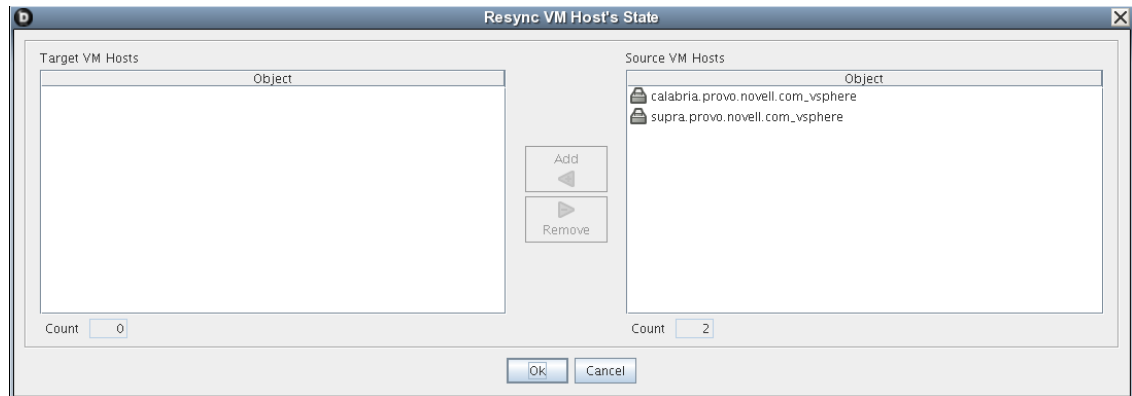 D
Resync VM Host's State
Target VM Hosts
Object
Count 0
Add
Remove
Source VM Hosts
Object
calabria.provo.novell.com_vsphere
supra.provo.novell.com_vsphere
Count 2
Ok
Cancel